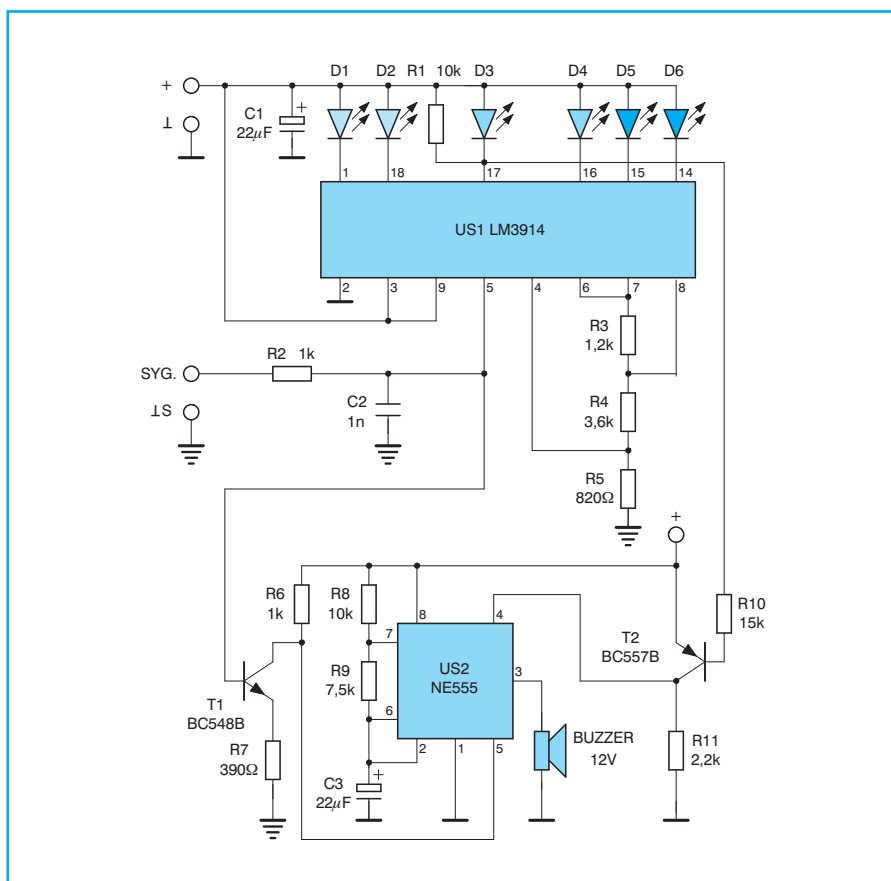 D1 D2 R1 10k D3 D4 D5 D6
+
⊥
C1
22µF
+
1 18 17 16 15 14
US1 LM3914
2 3 9 5 4 6 7 8
R3
1,2k
R2 1k
SYG.
⊥S
C2
1n
R4
3,6k
R5
820Ω
+
R6
1k
R8
10k
8 4
7
R10
15k
T2
BC557B
US2
NE555
3
R9
7,5k
6
T1
BC548B
2 1 5
R7
390Ω
BUZZER
12V
R11
2,2k
C3
22µF
+